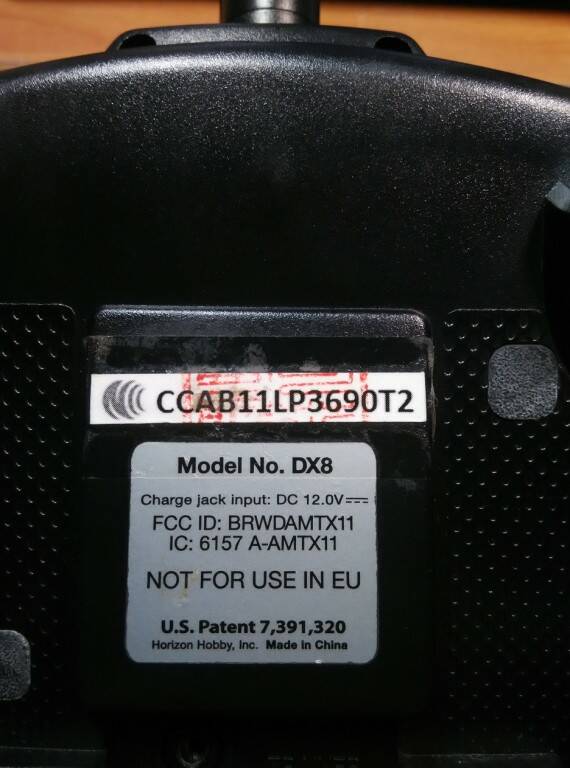 CCAB11LP3690T2
Model No. DX8
Charge jack input: DC 12.0V
FCC ID: BRWDAMTX11
IC: 6157 A-AMTX11
NOT FOR USE IN EU
U.S. Patent 7,391,320
Horizon Hobby, Inc. Made in China